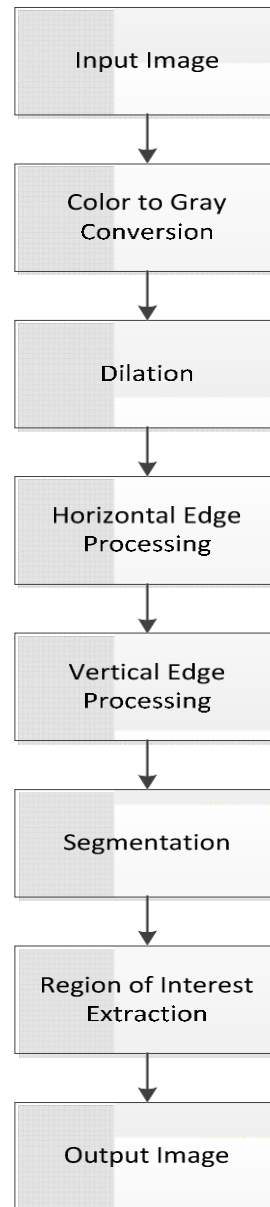 Input Image
Color to Gray
Conversion
Dilation
Horizontal Edge
Processing
Vertical Edge
Processing
Segmentation
Region of Interest
Extraction
Output Image